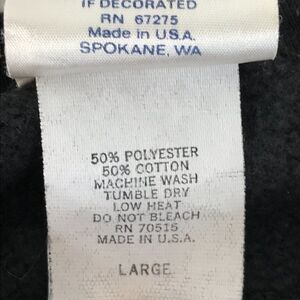 IF DECORATED
RN 67275
Made in U.S.A.
SPOKANE, WA
50% POLYESTER
50% COTTON
MACHINE WASH
TUMBLE DRY
LOW HEAT
DO NOT BLEACH
RN 70515
MADE IN U.S.A.
LARGE